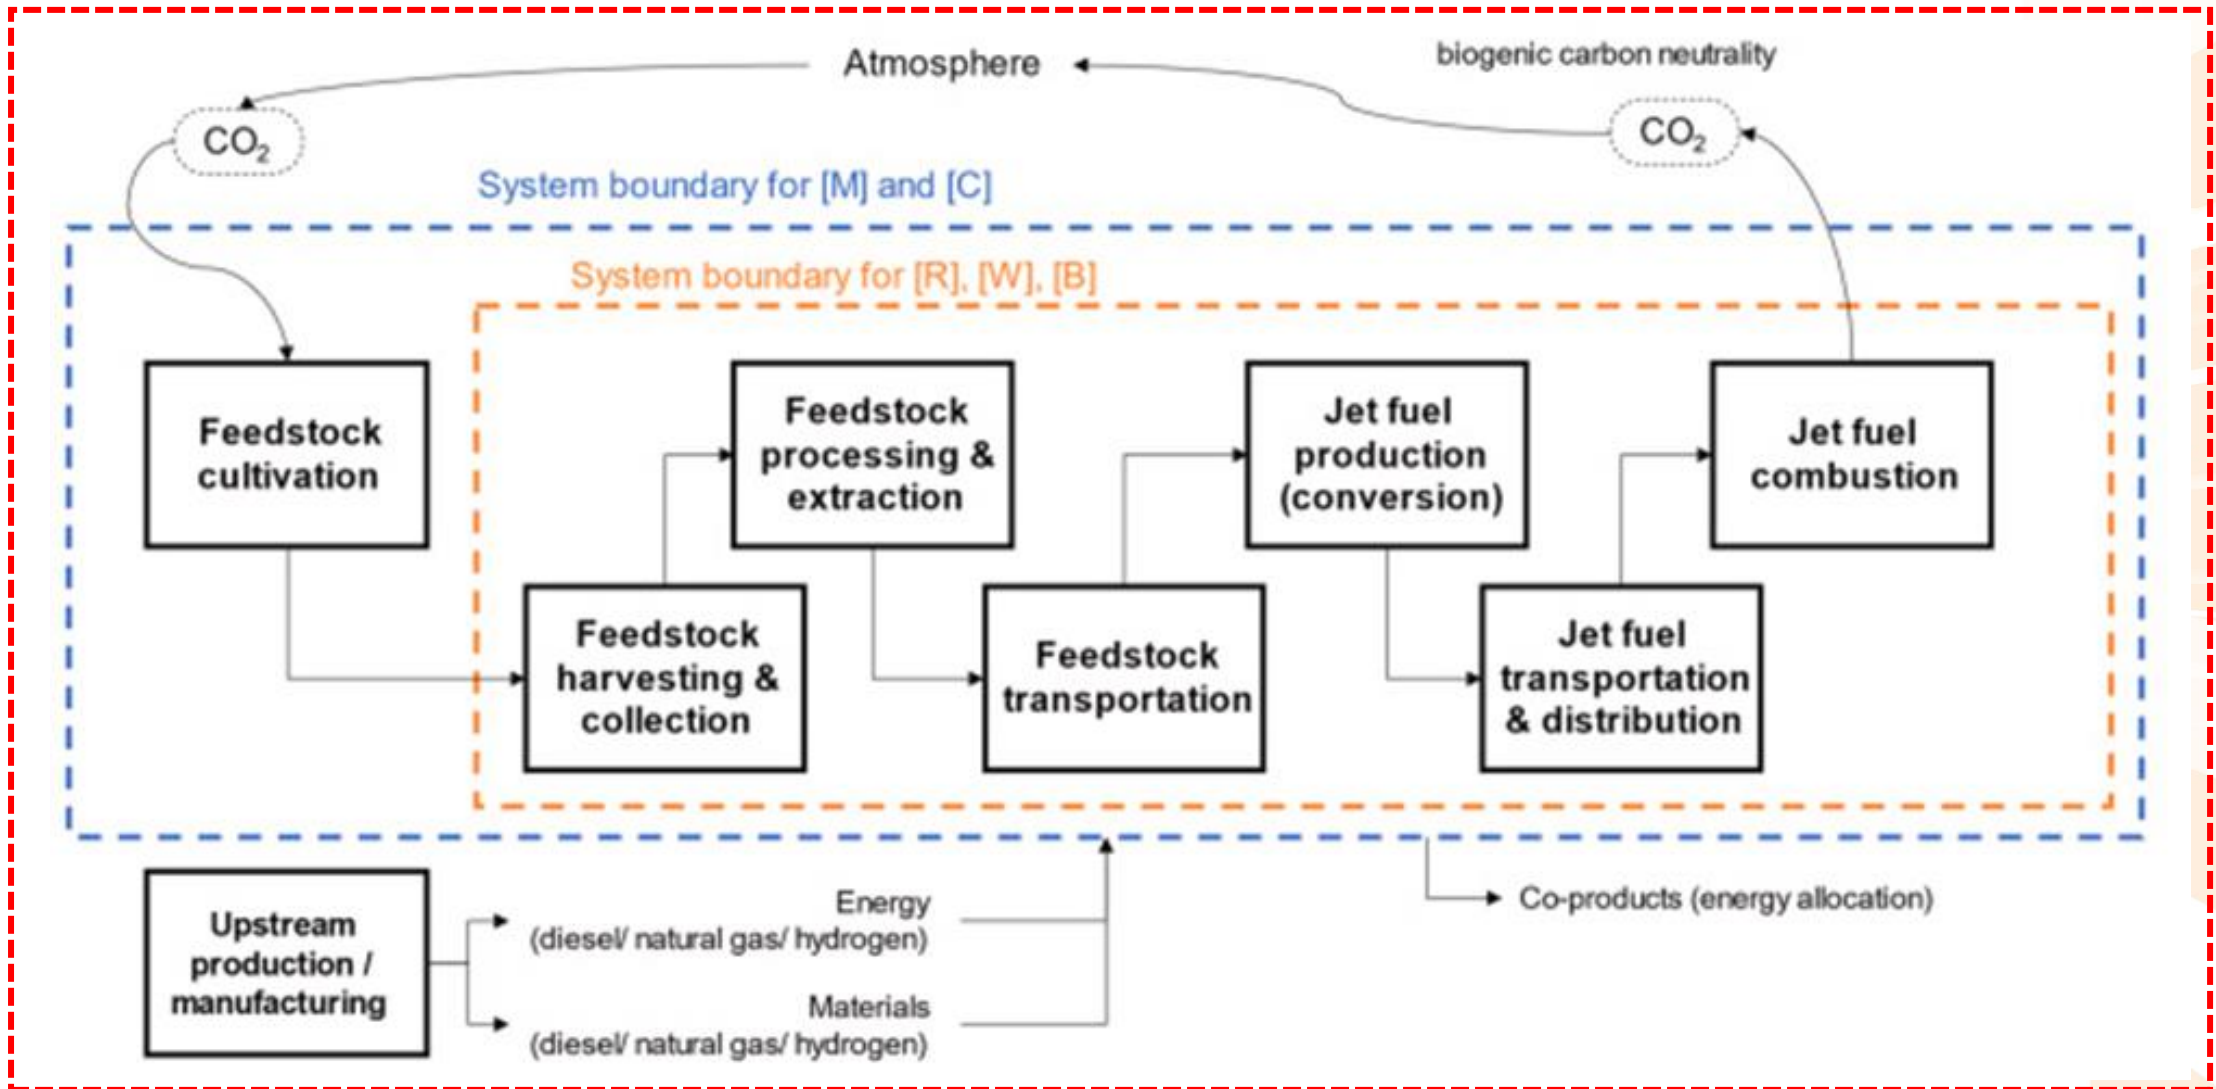 Atmosphere
biogenic carbon neutrality
CO₂
CO₂
System boundary for [M] and [C]
System boundary for [R], [W], [B]
Feedstock
cultivation
Feedstock
harvesting &
collection
Feedstock
processing &
extraction
Feedstock
transportation
Jet fuel
production
(conversion)
Jet fuel
transportation
& distribution
Jet fuel
combustion
Upstream
production /
manufacturing
Energy
(diesel/ natural gas/ hydrogen)
Materials
(diesel/ natural gas/ hydrogen)
Co-products (energy allocation)